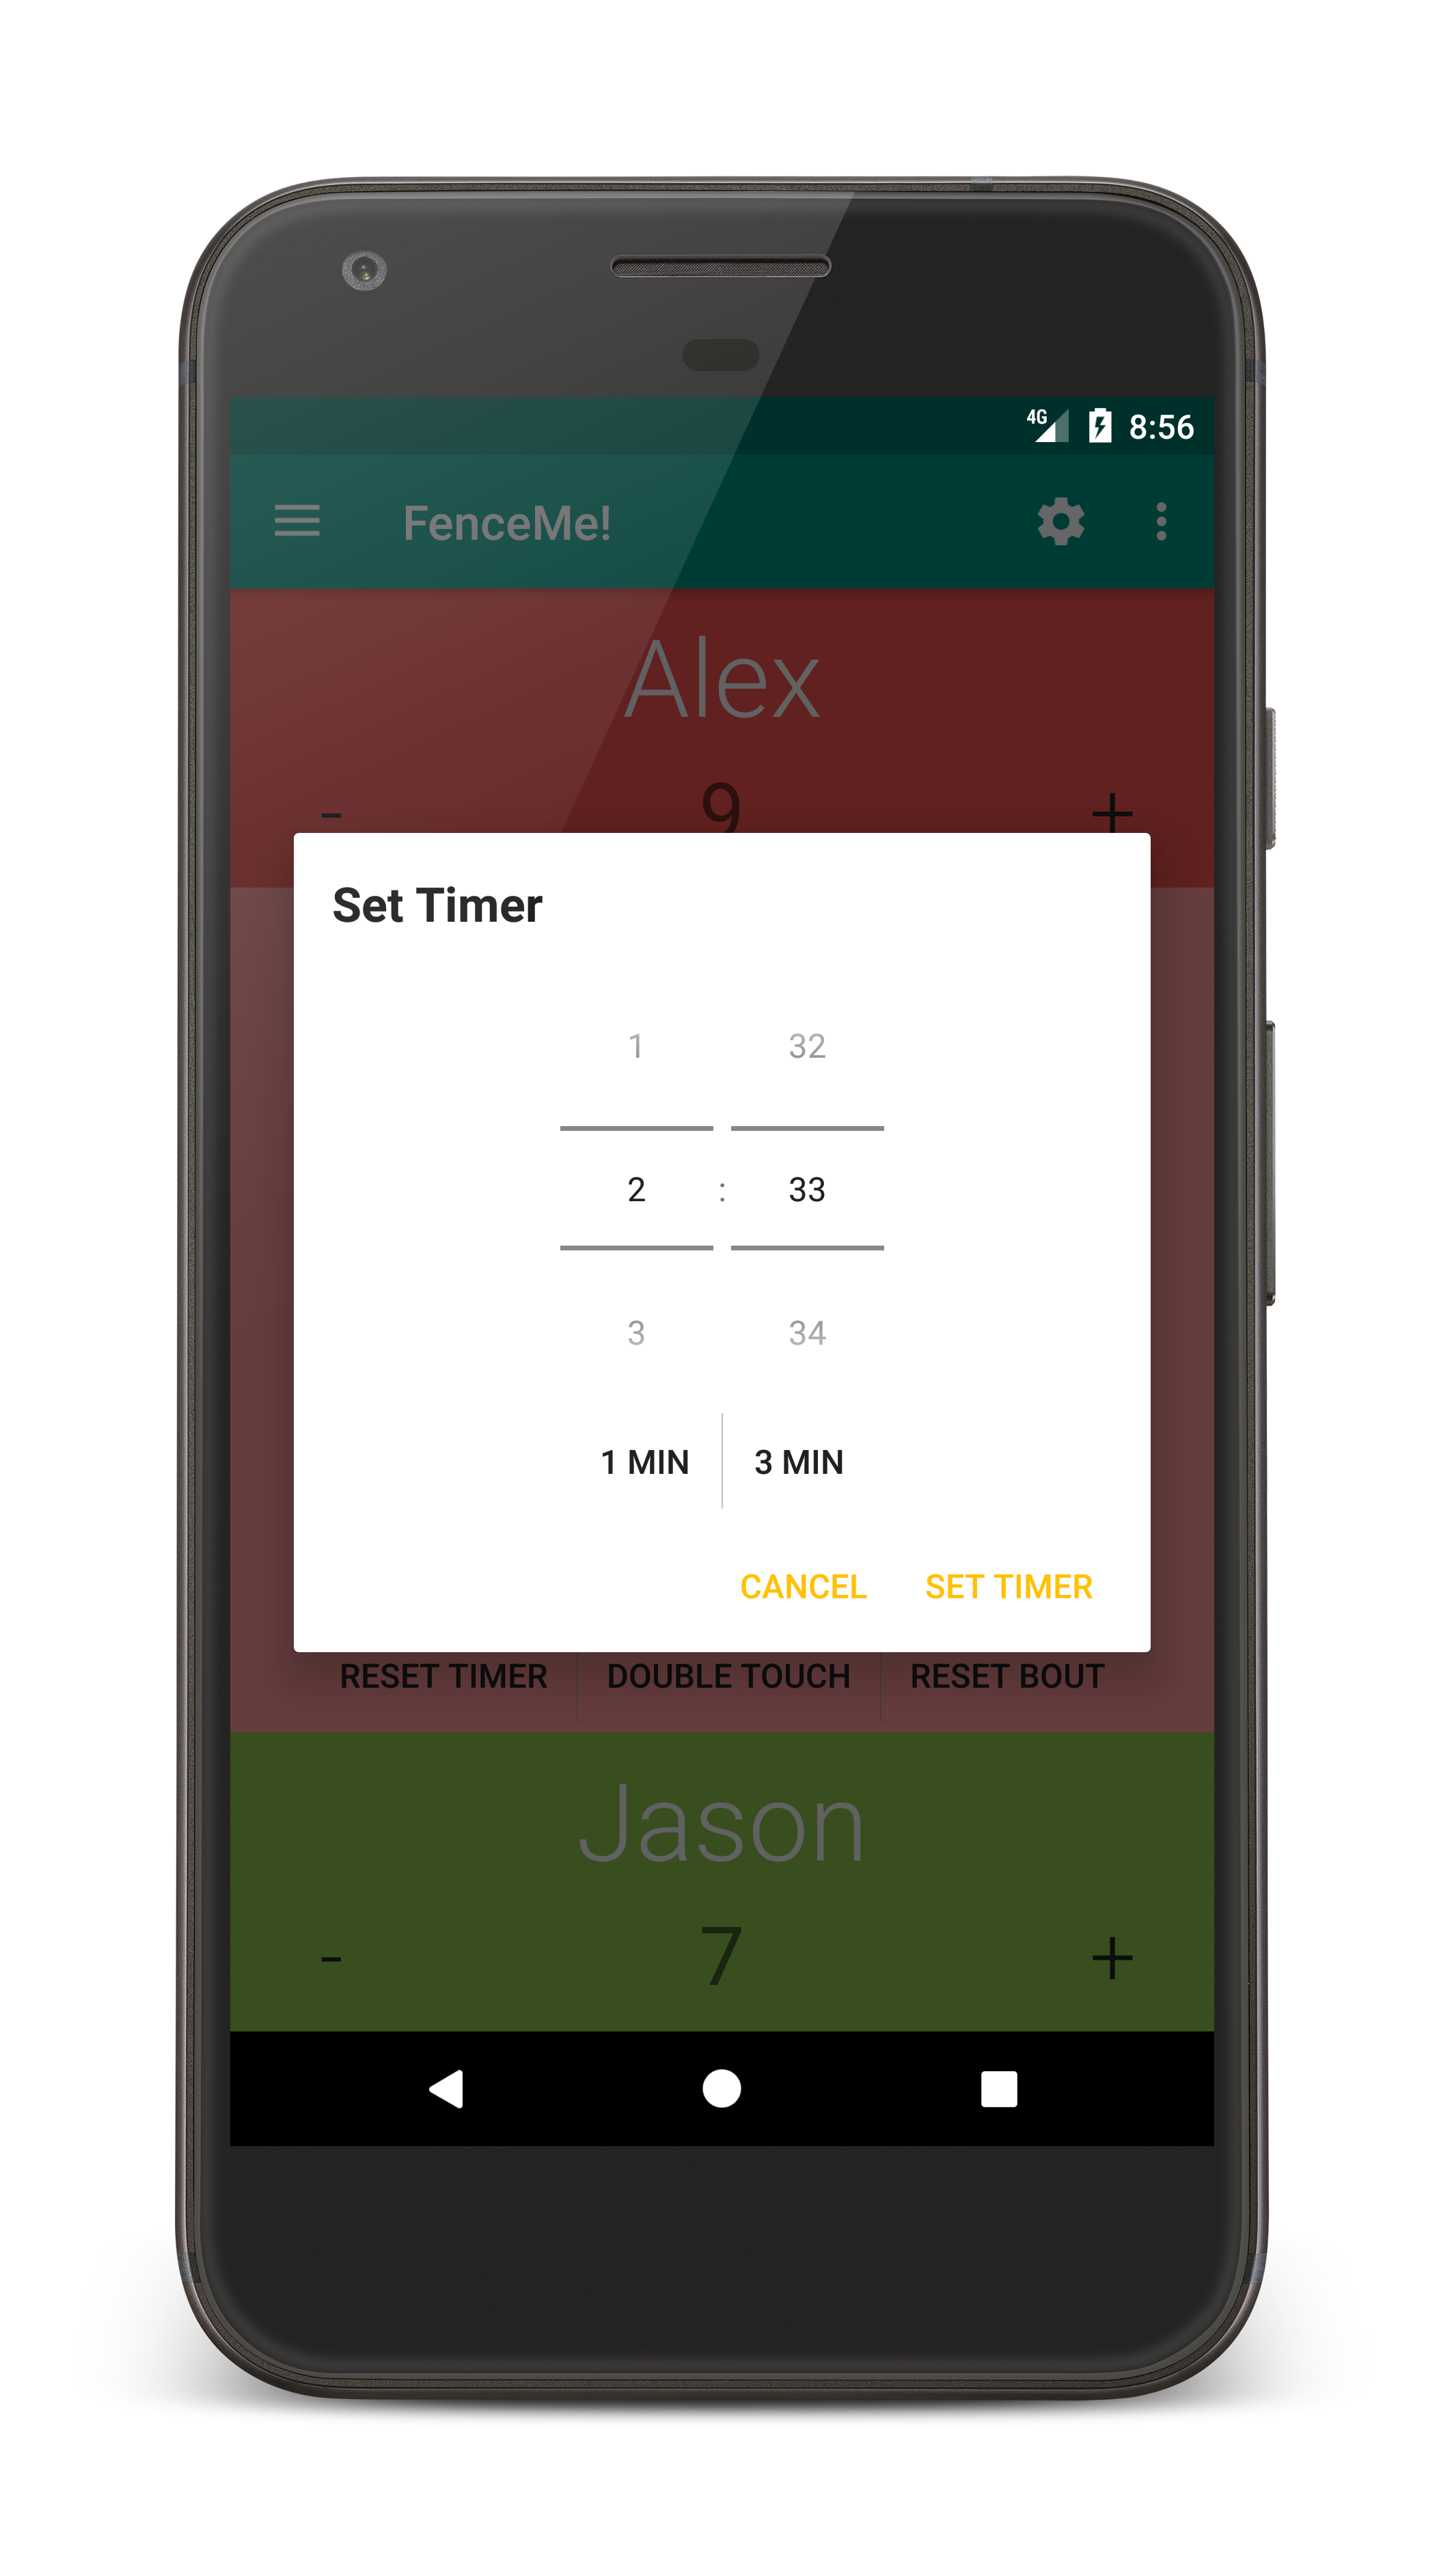 4G 8:56
FenceMe!
Alex
- 9 +
Set Timer
1 32
2 : 33
3 34
1 MIN 3 MIN
CANCEL SET TIMER
RESET TIMER DOUBLE TOUCH RESET BOUT
Jason
- 7 +